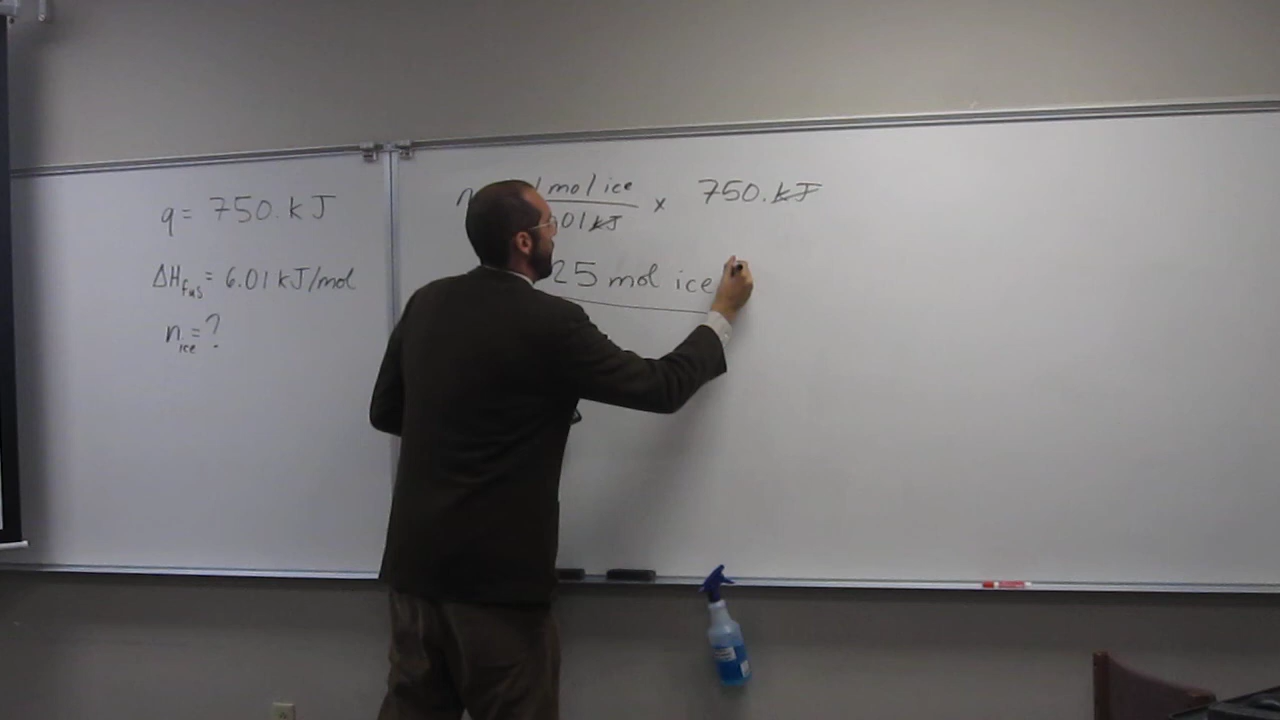 q = 750. kJ
ΔHfus = 6.01 kJ/mol
nice = ?
mol ice
01 kJ
x 750. kJ
25 mol ice